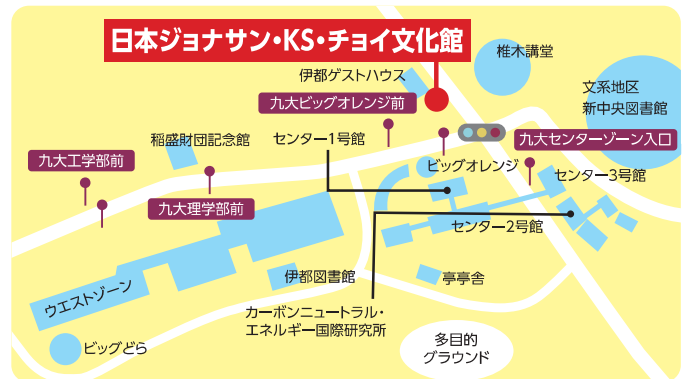 日本ジョナサン・KS・チョイ文化館
椎木講堂
伊都ゲストハウス
文系地区
新中央図書館
九大ビッグオレンジ前
稲盛財団記念館
センター1号館
九大センターゾーン入口
九大工学部前
ビッグオレンジ
センター3号館
九大理学部前
センター2号館
伊都図書館
亭亭舎
ウエストゾーン
カーボンニュートラル・
エネルギー国際研究所
ビッグどら
多目的
グラウンド